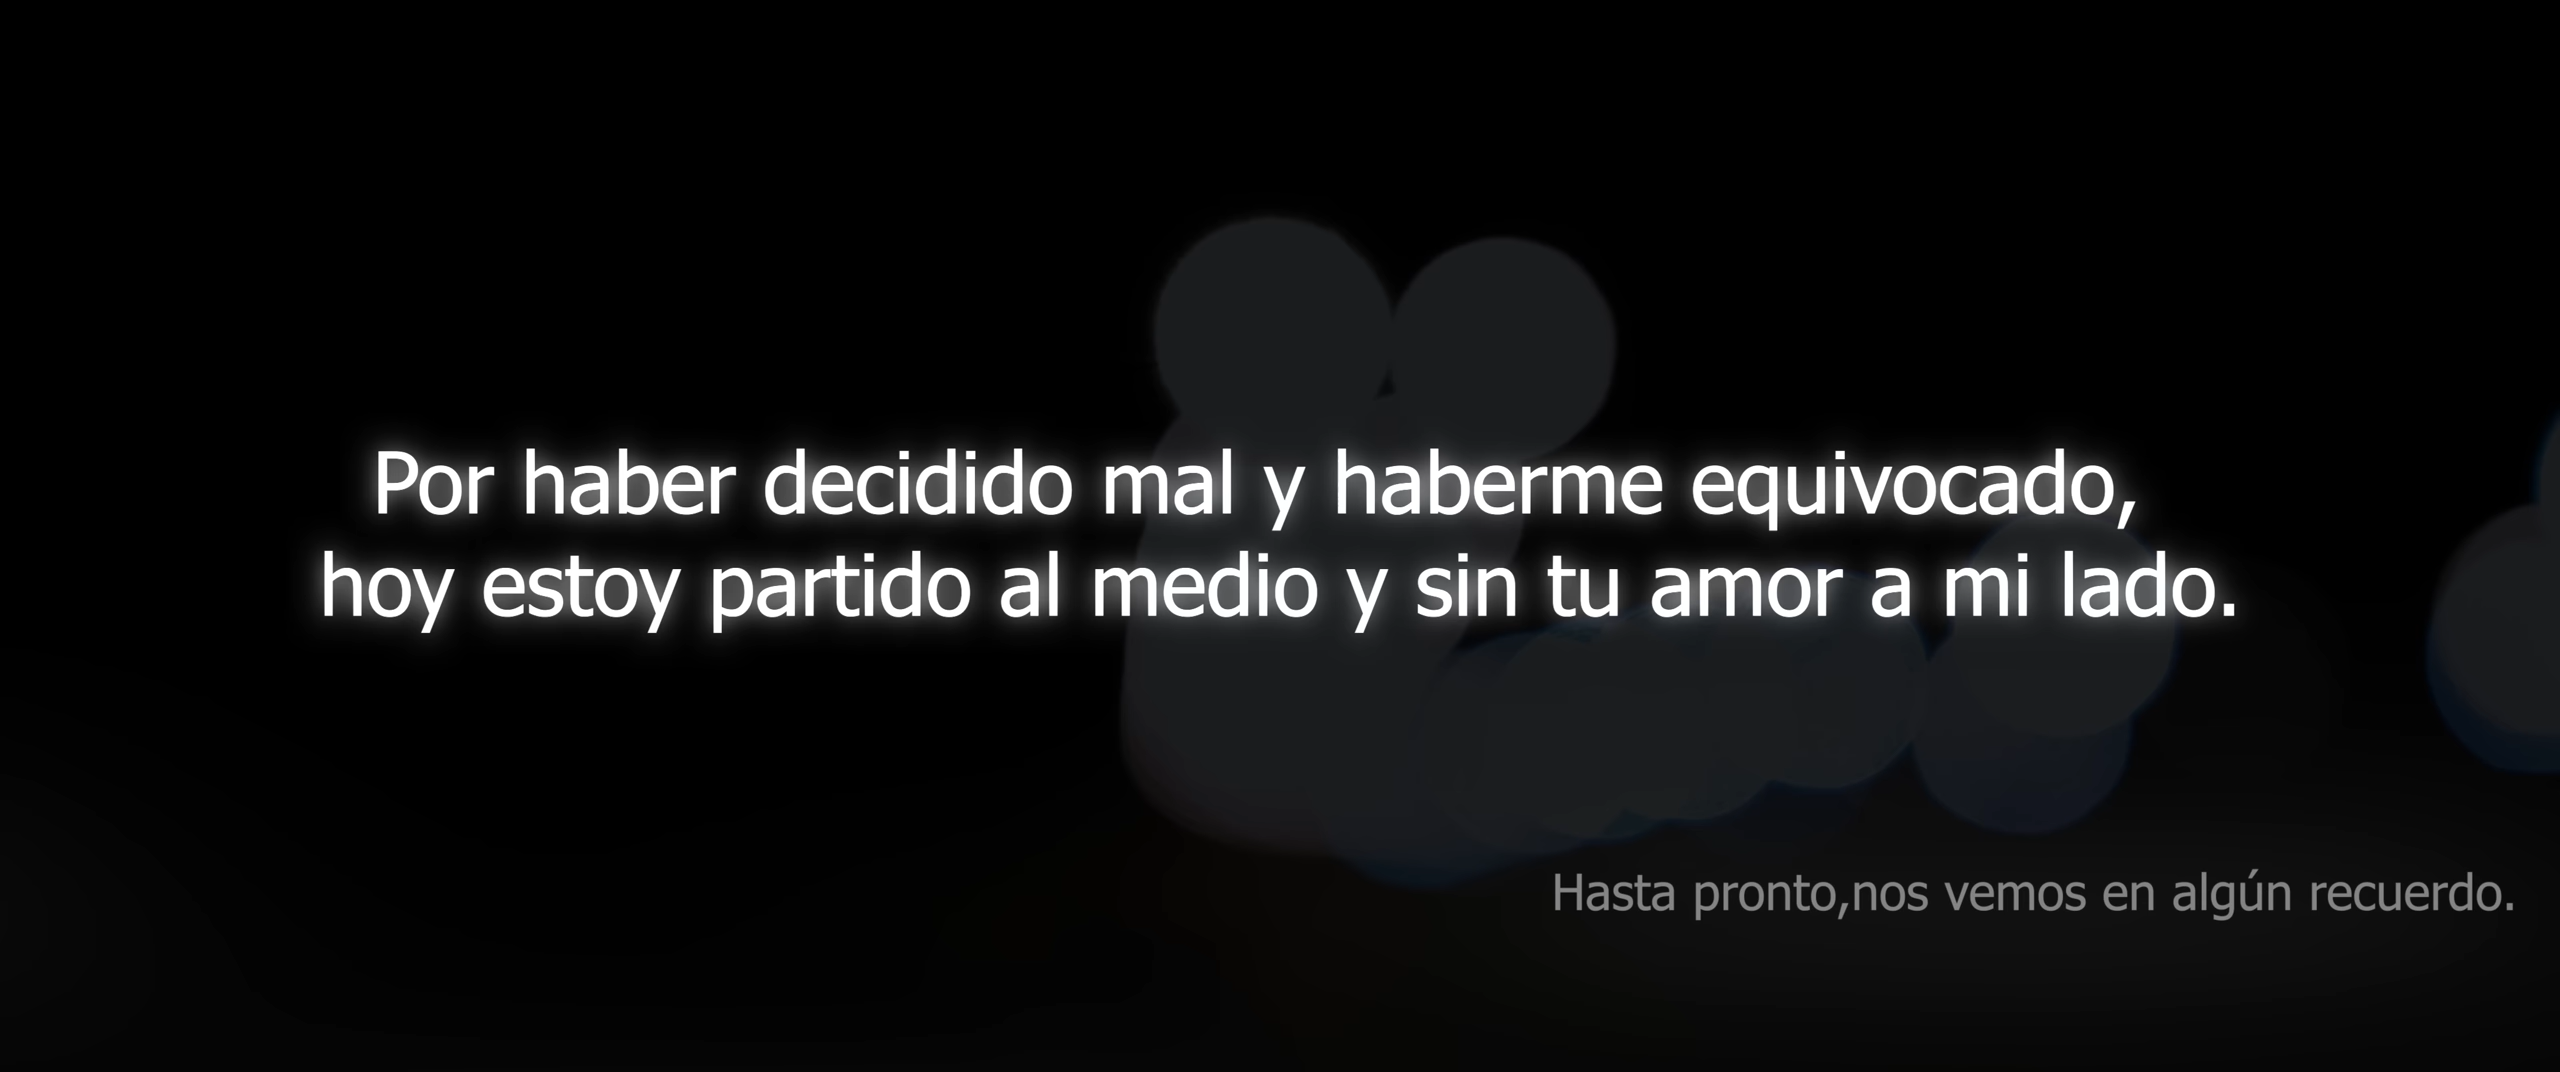 Por haber decidido mal y haberme equivocado,
hoy estoy partido al medio y sin tu amor a mi lado.
Hasta pronto,nos vemos en algún recuerdo.